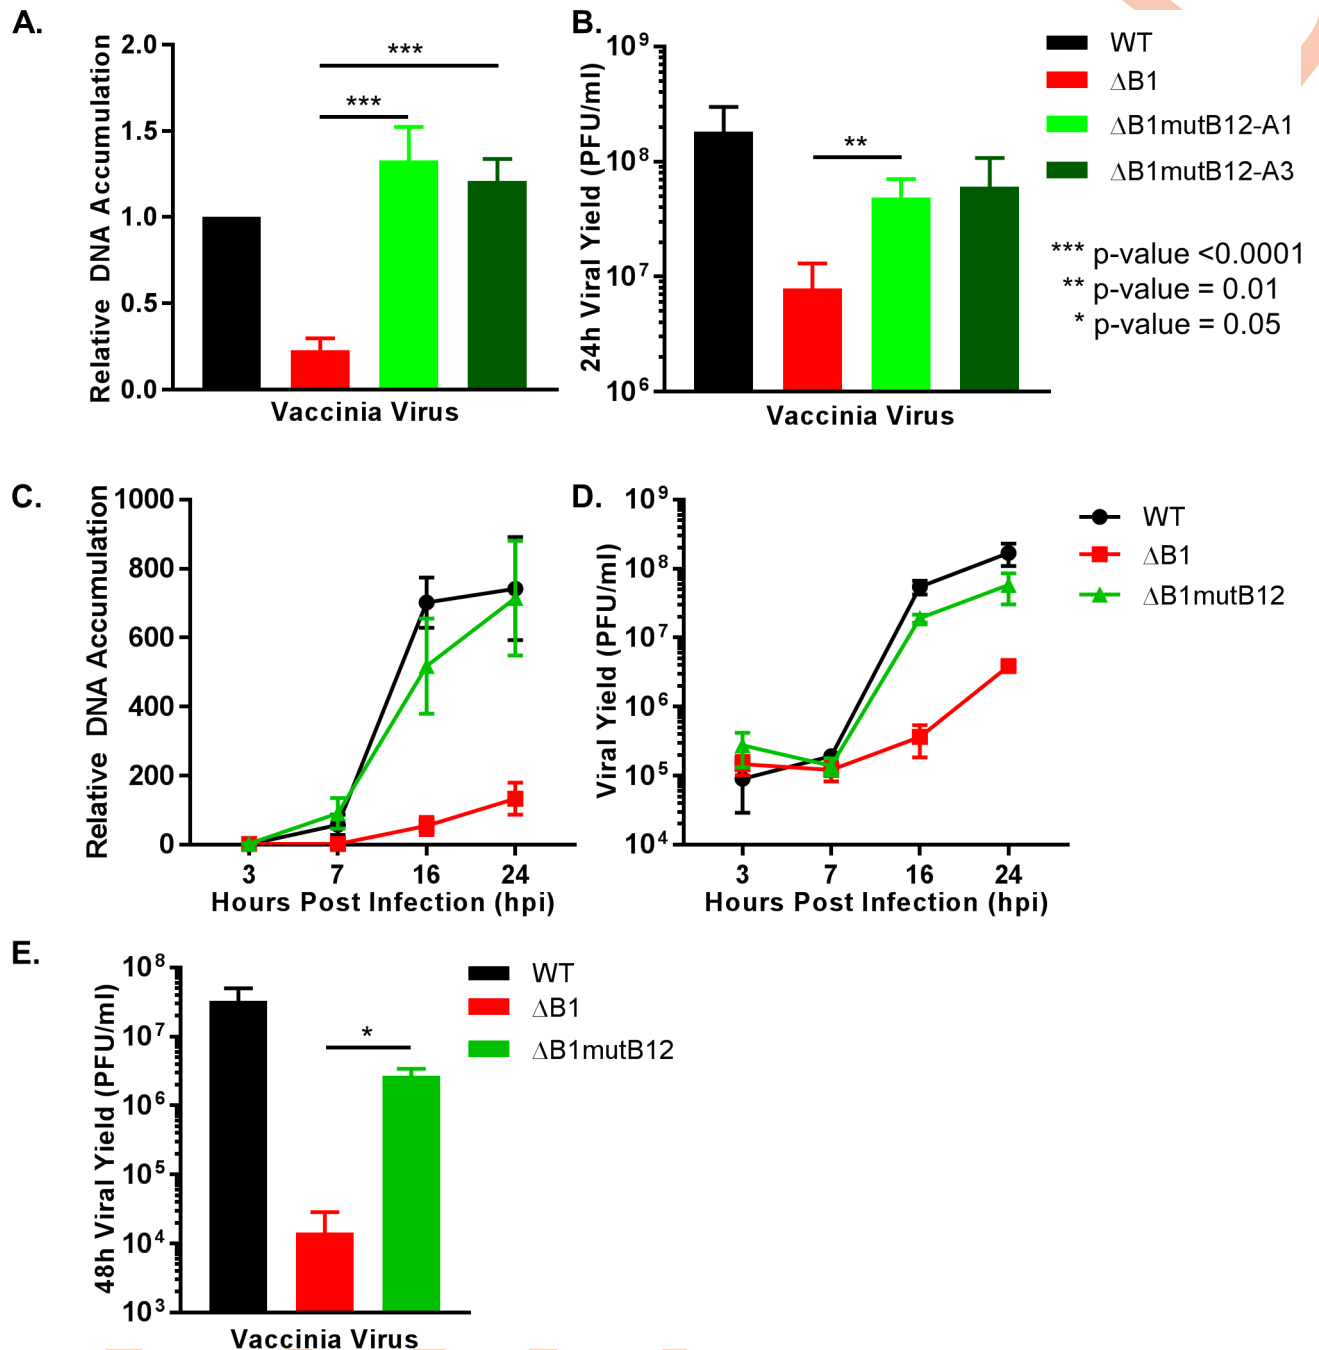 A.
Relative DNA Accumulation
2.0
1.5
1.0
0.5
0.0
***
***
Vaccinia Virus
B.
24h Viral Yield (PFU/ml)
10⁹
10⁸
10⁷
10⁶
**
Vaccinia Virus
WT
ΔB1
ΔB1mutB12-A1
ΔB1mutB12-A3
*** p-value <0.0001
** p-value = 0.01
* p-value = 0.05
C.
Relative DNA Accumulation
1000
800
600
400
200
0
3 7 16 24
Hours Post Infection (hpi)
D.
Viral Yield (PFU/ml)
10⁹
10⁸
10⁷
10⁶
10⁵
10⁴
3 7 16 24
Hours Post Infection (hpi)
WT
ΔB1
ΔB1mutB12
E.
48h Viral Yield (PFU/ml)
10⁸
10⁷
10⁶
10⁵
10⁴
10³
*
Vaccinia Virus
WT
ΔB1
ΔB1mutB12